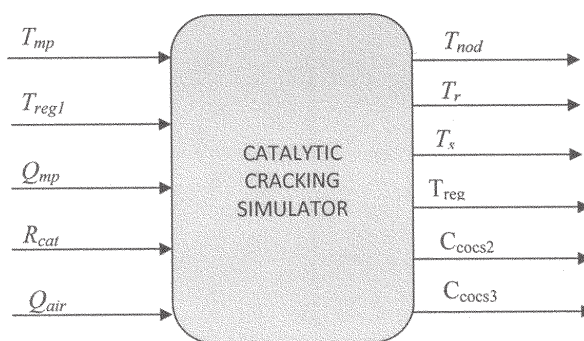 T_mp
T_reg1
Q_mp
R_cat
Q_air
CATALYTIC
CRACKING
SIMULATOR
T_nod
T_r
T_s
T_reg
C_cocs2
C_cocs3